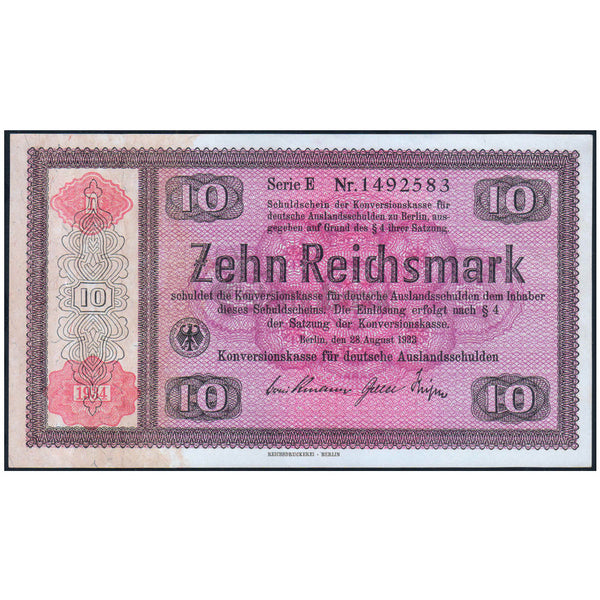 10 10
Serie E Nr. 1492583
Schuldschein der Konversionskasse für
deutsche Auslandsschulden zu Berlin, aus-
gegeben auf Grund des § 4 ihrer Satzung.
Zehn Reichsmark
schuldet die Konversionskasse für deutsche Auslandsschulden dem Inhaber
dieses Schuldscheins. Die Einlösung erfolgt nach § 4
der Satzung der Konversionskasse.
Berlin, den 28. August 1933
Konversionskasse für deutsche Auslandsschulden
10 10
10
1934
REICHSDRUCKEREI · BERLIN